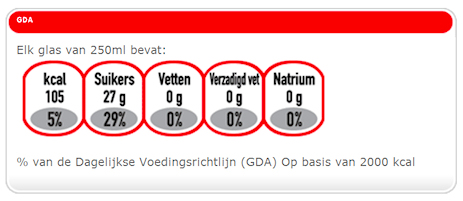 GDA
Elk glas van 250ml bevat:
kcal Suikers Vetten Verzadigd vet Natrium
105 27 g 0 g 0 g 0 g
5% 29% 0% 0% 0%
% van de Dagelijkse Voedingsrichtlijn (GDA) Op basis van 2000 kcal